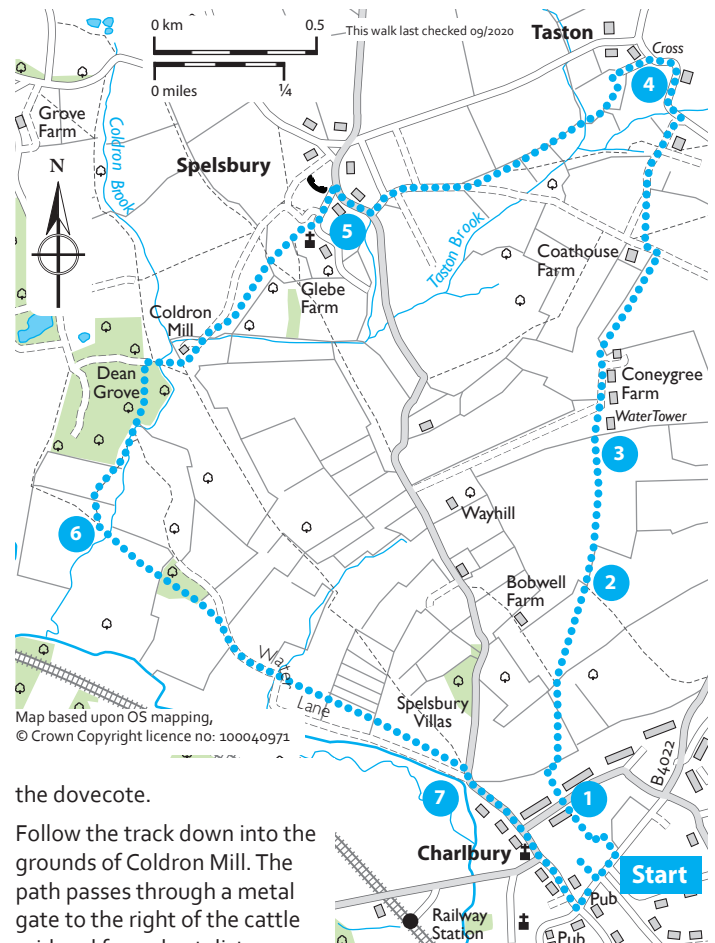 0 km 0.5
This walk last checked 09/2020
0 miles ¼
Taston
Cross
4
Grove
Farm
Coldron Brook
Spelsbury
N
5
Taston Brook
Coathouse
Farm
Glebe
Farm
Coldron
Mill
Dean
Grove
Coneygree
Farm
WaterTower
3
6
Wayhill
2
Bobwell
Farm
Water Lane
Spelsbury
Villas
Map based upon OS mapping,
© Crown Copyright licence no: 100040971
B4022
7
1
Charlbury
Start
Pub
Railway
Station
Pub
the dovecote.
Follow the track down into the
grounds of Coldron Mill. The
path passes through a metal
gate to the right of the cattle